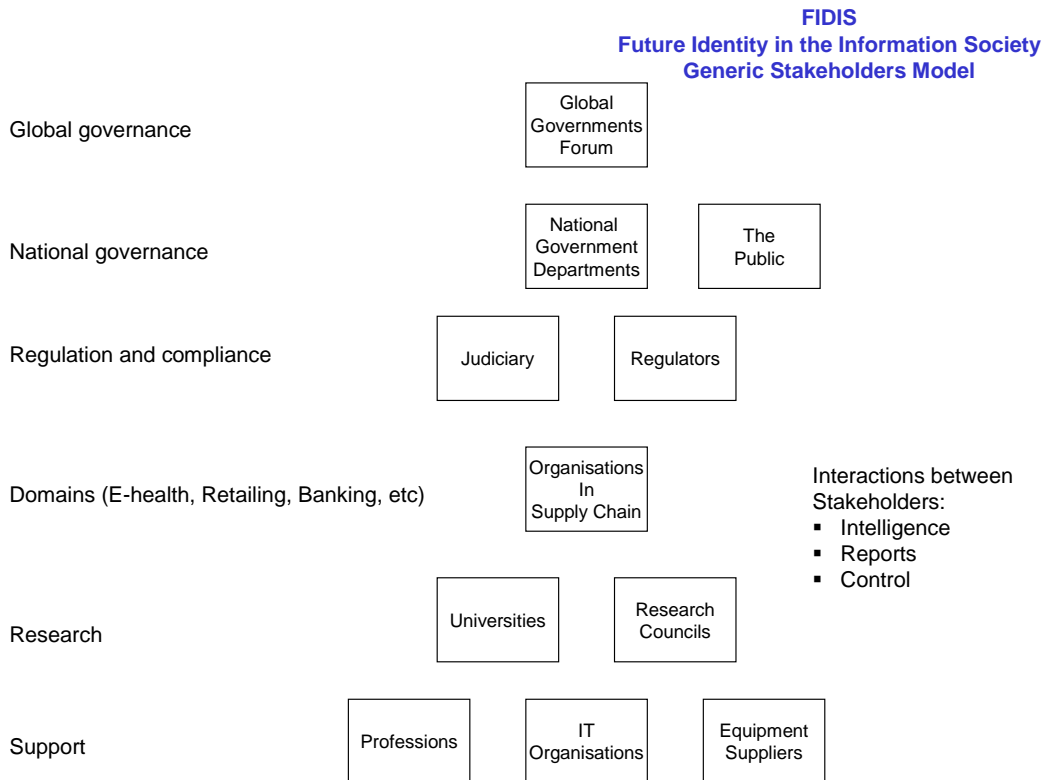 FIDIS
Future Identity in the Information Society
Generic Stakeholders Model
Global governance
Global
Governments
Forum
National governance
National
Government
Departments
The
Public
Regulation and compliance
Judiciary
Regulators
Domains (E-health, Retailing, Banking, etc)
Organisations
In
Supply Chain
Interactions between
Stakeholders:
▪ Intelligence
▪ Reports
▪ Control
Research
Universities
Research
Councils
Support
Professions
IT
Organisations
Equipment
Suppliers